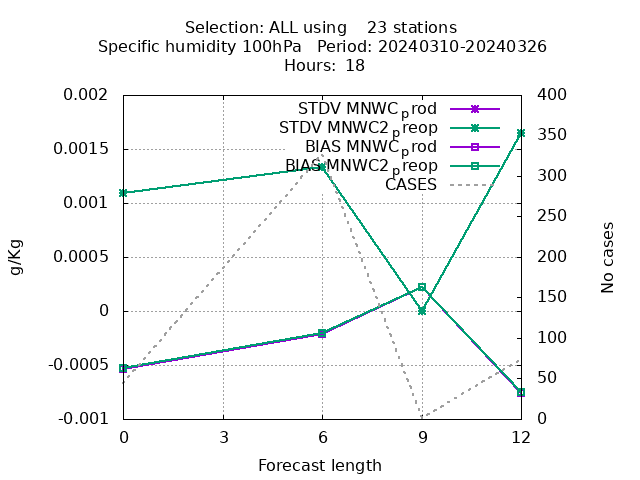 Selection: ALL using    23 stations
Specific humidity 100hPa   Period: 20240310-20240326
Hours: 18
0.002
0.0015
0.001
0.0005
0
-0.0005
-0.001
400
350
300
250
200
150
100
50
0
STDV MNWC_prod
STDV MNWC2_preop
BIAS MNWC_prod
BIAS MNWC2_preop
CASES
g/Kg
No cases
0 3 6 9 12
Forecast length